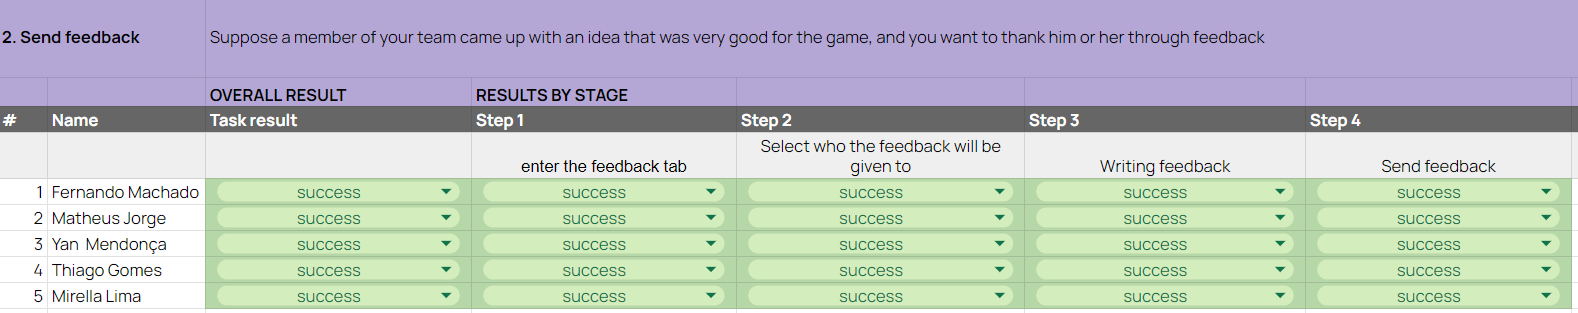 2. Send feedback Suppose a member of your team came up with an idea that was very good for the game, and you want to thank him or her through feedback
OVERALL RESULT RESULTS BY STAGE
# Name Task result Step 1 Step 2 Step 3 Step 4
enter the feedback tab Select who the feedback will be given to Writing feedback Send feedback
1 Fernando Machado success success success success success
2 Matheus Jorge success success success success success
3 Yan Mendonça success success success success success
4 Thiago Gomes success success success success success
5 Mirella Lima success success success success success